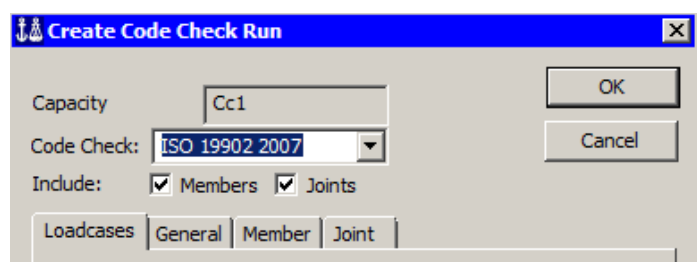 Create Code Check Run
OK
Capacity Cc1
Code Check: ISO 19902 2007
Cancel
Include: Members Joints
Loadcases General Member Joint